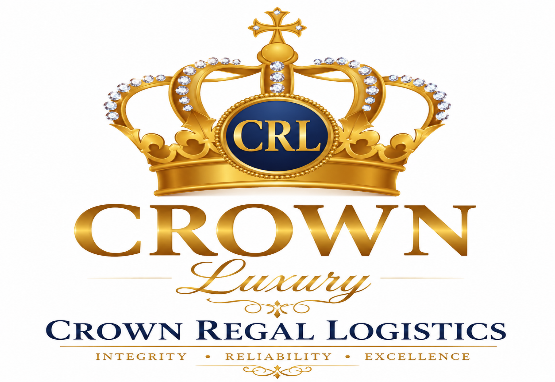 CRL
CROWN
Luxury
CROWN REGAL LOGISTICS
INTEGRITY • RELIABILITY • EXCELLENCE